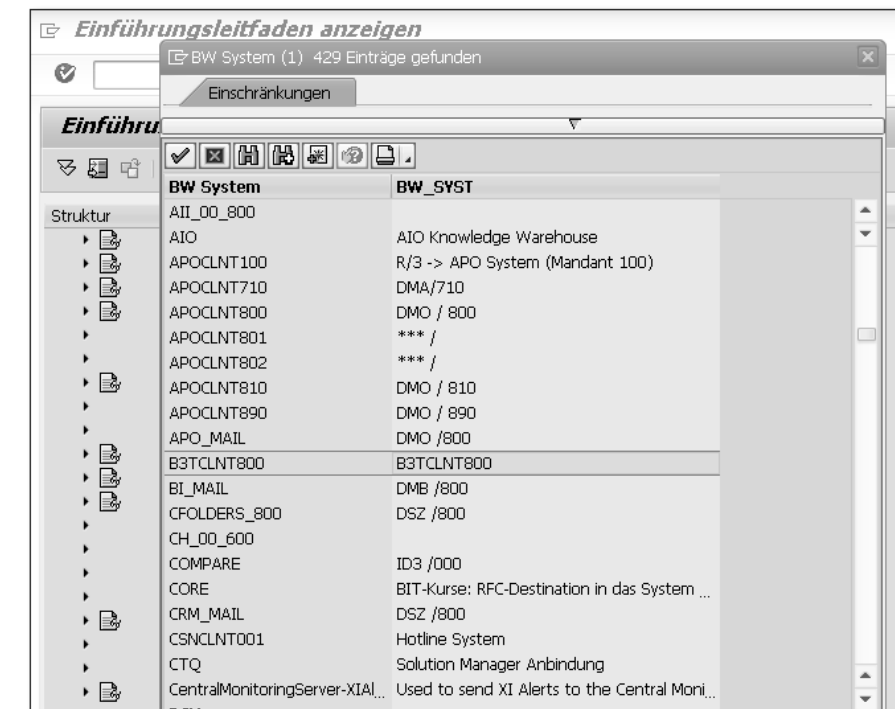 Einführungsleitfaden anzeigen
BW System (1) 429 Einträge gefunden
Einschränkungen
Einführu
BW System BW_SYST
Struktur
AII_00_800
AIO AIO Knowledge Warehouse
APOCLNT100 R/3 -> APO System (Mandant 100)
APOCLNT710 DMA/710
APOCLNT800 DMO / 800
APOCLNT801 *** /
APOCLNT802 *** /
APOCLNT810 DMO / 810
APOCLNT890 DMO / 890
APO_MAIL DMO /800
B3TCLNT800 B3TCLNT800
BI_MAIL DMB /800
CFOLDERS_800 DSZ /800
CH_00_600
COMPARE ID3 /000
CORE BIT-Kurse: RFC-Destination in das System ...
CRM_MAIL DSZ /800
CSNCLNT001 Hotline System
CTQ Solution Manager Anbindung
CentralMonitoringServer-XIAl... Used to send XI Alerts to the Central Moni...